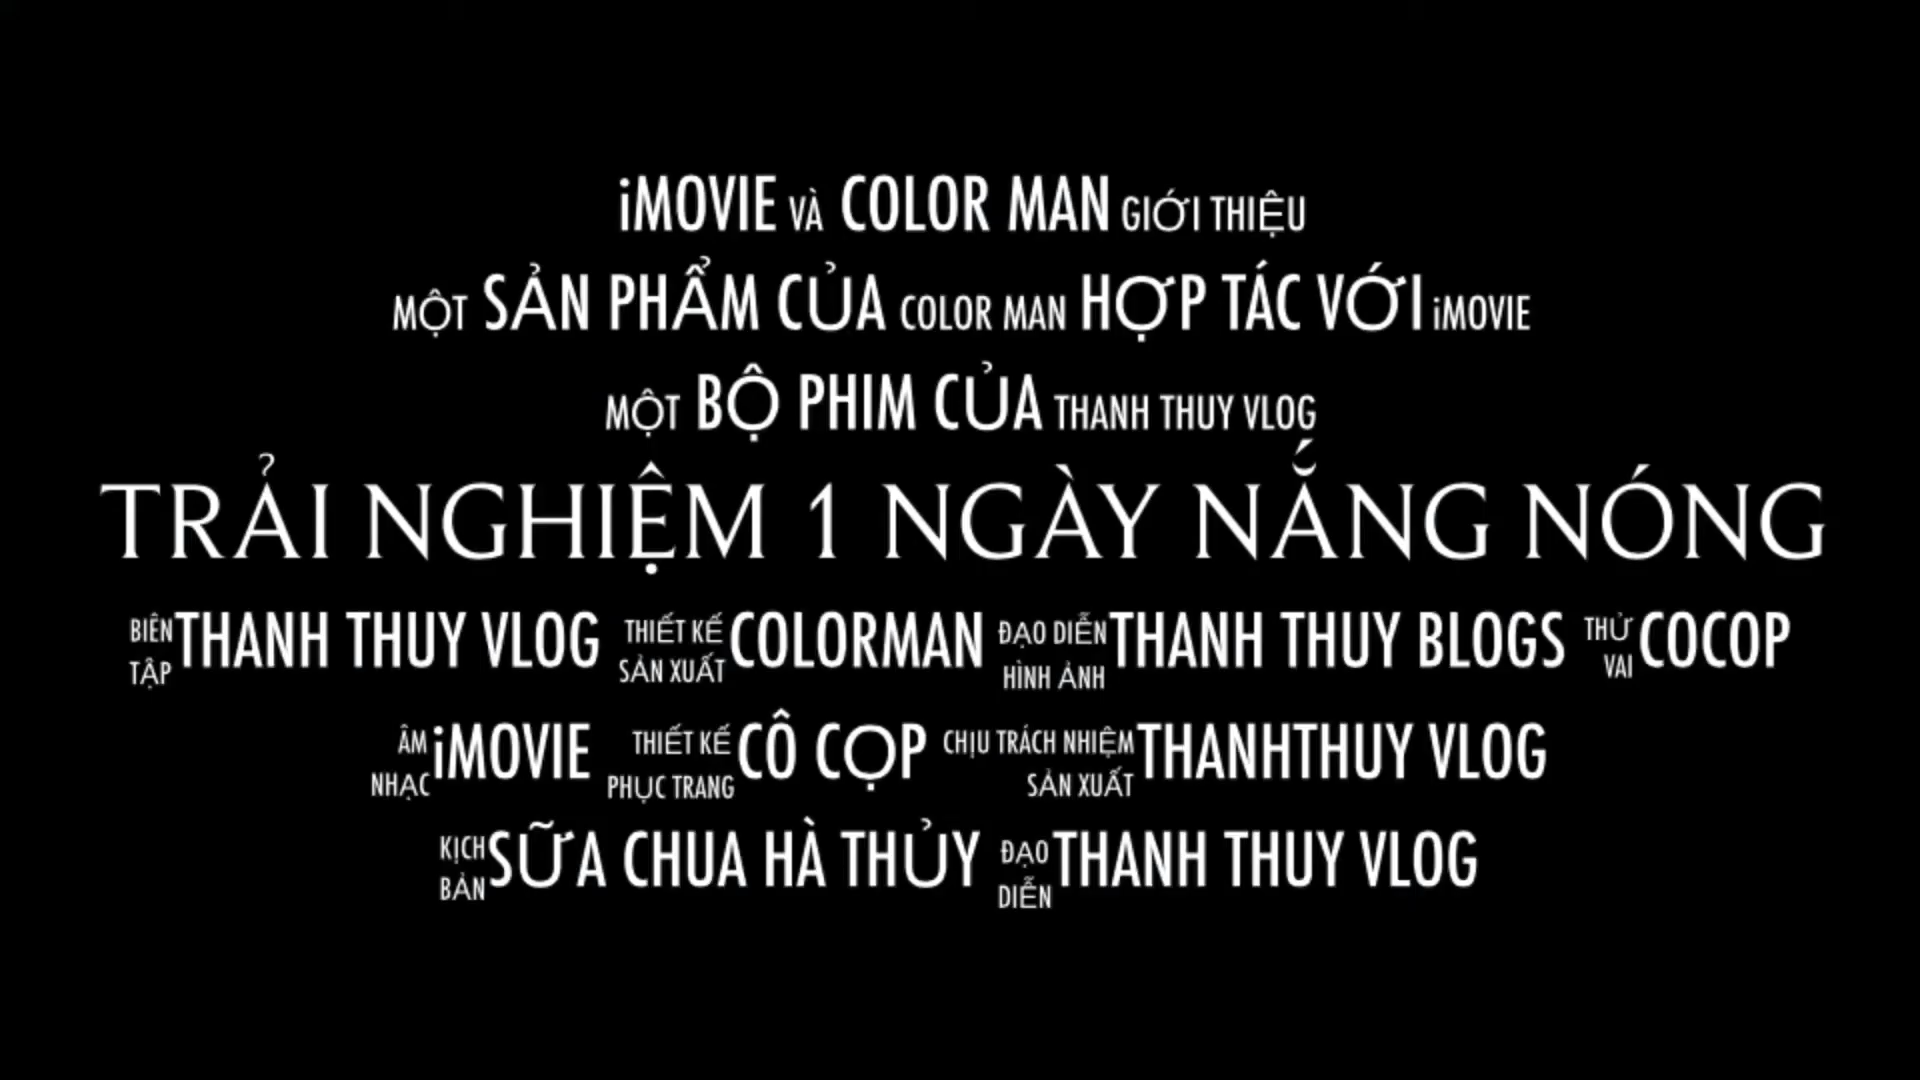 iMOVIE VÀ COLOR MAN GIỚI THIỆU
MỘT SẢN PHẨM CỦA COLOR MAN HỢP TÁC VỚI iMOVIE
MỘT BỘ PHIM CỦA THANH THUY VLOG
TRẢI NGHIỆM 1 NGÀY NẮNG NÓNG
BIÊN TẬP THANH THUY VLOG THIẾT KẾ SẢN XUẤT COLORMAN ĐẠO DIỄN HÌNH ẢNH THANH THUY BLOGS THỬ VAI COCOP
ÂM NHẠC iMOVIE THIẾT KẾ PHỤC TRANG CÔ CỌP CHỊU TRÁCH NHIỆM SẢN XUẤT THANHTHUY VLOG
KỊCH BẢN SỮA CHUA HÀ THỦY ĐẠO DIỄN THANH THUY VLOG